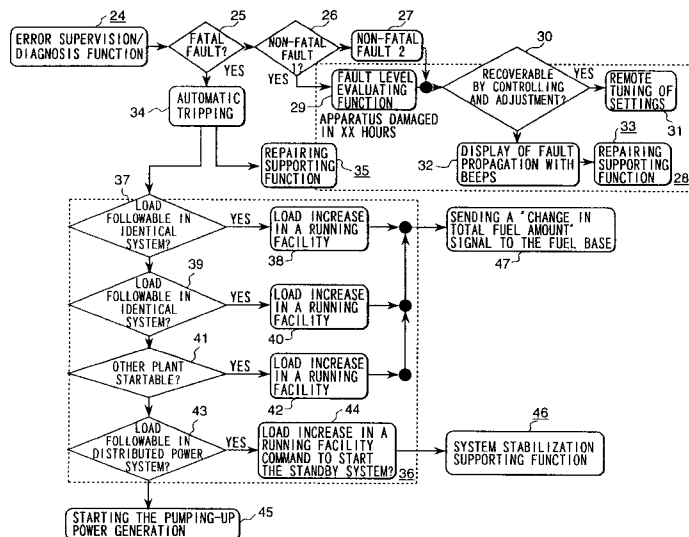 24
25
26
27
ERROR SUPERVISION/
DIAGNOSIS FUNCTION
FATAL
FAULT?
NON-FATAL
FAULT
1?
NON-FATAL
FAULT 2
YES
YES
34
AUTOMATIC
TRIPPING
29
FAULT LEVEL
EVALUATING
FUNCTION
APPARATUS DAMAGED
IN XX HOURS
30
RECOVERABLE
BY CONTROLLING
AND ADJUSTMENT?
YES
REMOTE
TUNING OF
SETTINGS
31
32
DISPLAY OF FAULT
PROPAGATION WITH
BEEPS
33
REPAIRING
SUPPORTING
FUNCTION
28
REPAIRING
SUPPORTING
FUNCTION
35
37
LOAD
FOLLOWABLE IN
IDENTICAL
SYSTEM?
YES
LOAD INCREASE
IN A RUNNING
FACILITY
38
SENDING A "CHANGE IN
TOTAL FUEL AMOUNT"
SIGNAL TO THE FUEL BASE
47
39
LOAD
FOLLOWABLE IN
IDENTICAL
SYSTEM?
YES
LOAD INCREASE
IN A RUNNING
FACILITY
40
41
OTHER PLANT
STARTABLE?
YES
LOAD INCREASE
IN A RUNNING
FACILITY
42
43
LOAD
FOLLOWABLE IN
DISTRIBUTED POWER
SYSTEM?
YES
44
LOAD INCREASE IN A
RUNNING FACILITY
COMMAND TO START
THE STANDBY SYSTEM?
36
46
SYSTEM STABILIZATION
SUPPORTING FUNCTION
STARTING THE PUMPING-UP
POWER GENERATION
45